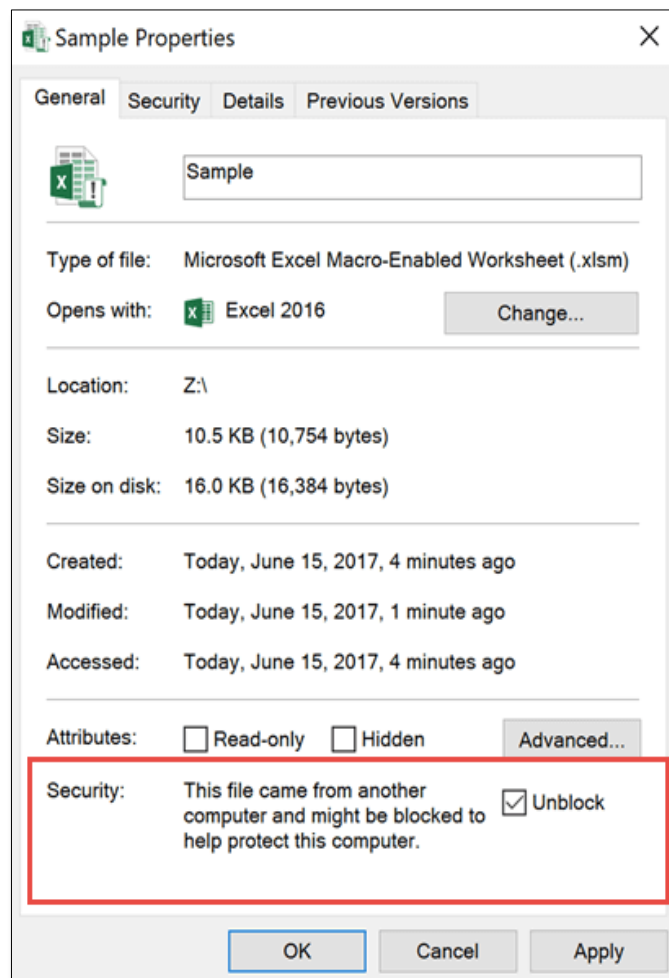 Sample Properties
General Security Details Previous Versions
Sample
Type of file: Microsoft Excel Macro-Enabled Worksheet (.xlsm)
Opens with: Excel 2016 Change...
Location: Z:\
Size: 10.5 KB (10,754 bytes)
Size on disk: 16.0 KB (16,384 bytes)
Created: Today, June 15, 2017, 4 minutes ago
Modified: Today, June 15, 2017, 1 minute ago
Accessed: Today, June 15, 2017, 4 minutes ago
Attributes: Read-only Hidden Advanced...
Security: This file came from another
computer and might be blocked to Unblock
help protect this computer.
OK Cancel Apply